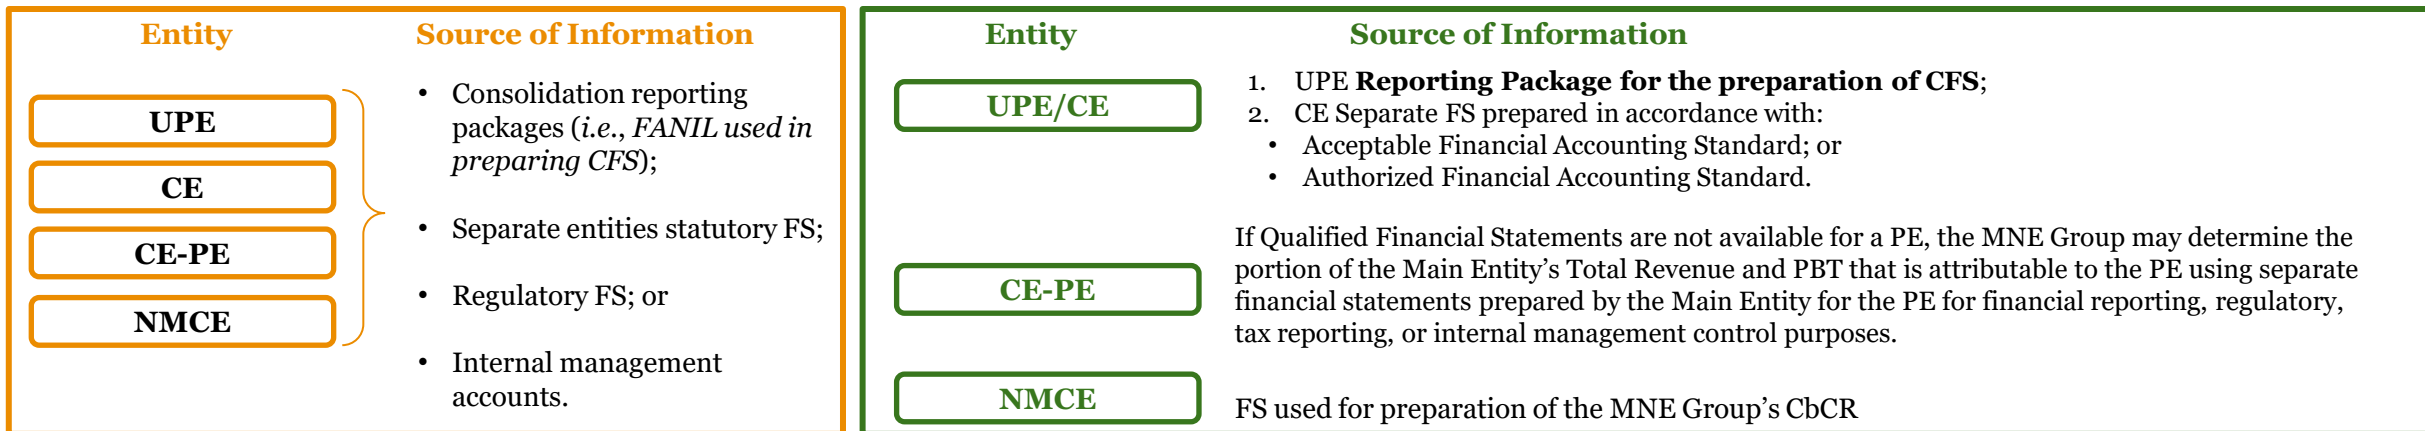 Entity
Source of Information
UPE
CE
CE-PE
NMCE
• Consolidation reporting
packages (i.e., FANIL used in
preparing CFS);
• Separate entities statutory FS;
• Regulatory FS; or
• Internal management
accounts.
Entity
Source of Information
UPE/CE
1. UPE Reporting Package for the preparation of CFS;
2. CE Separate FS prepared in accordance with:
• Acceptable Financial Accounting Standard; or
• Authorized Financial Accounting Standard.
CE-PE
If Qualified Financial Statements are not available for a PE, the MNE Group may determine the
portion of the Main Entity’s Total Revenue and PBT that is attributable to the PE using separate
financial statements prepared by the Main Entity for the PE for financial reporting, regulatory,
tax reporting, or internal management control purposes.
NMCE
FS used for preparation of the MNE Group’s CbCR